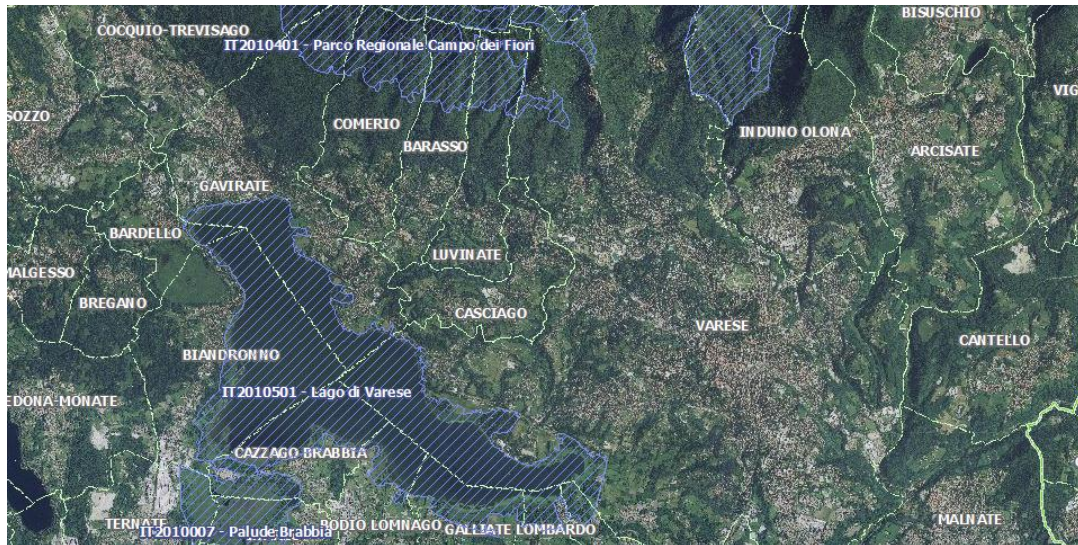 BISUSCHIO
COCQUIO-TREVISAGO
IT2010401 - Parco Regionale Campo dei Fiori
VIG
SOZZO
COMERIO
INDUNO OLONA
BARASSO
ARCISATE
GAVIRATE
BARDELLO
LUVINATE
MALGESSO
BREGANO
CASCIAGO
VARESE
CANTELLO
BIANDRONNO
IT2010501 - Lago di Varese
EDONA-MONATE
CAZZAGO BRABBIA
TERNATE
BODIO LOMNAGO
GALLIATE LOMBARDO
MALNATE
IT2010007 - Palude Brabbia